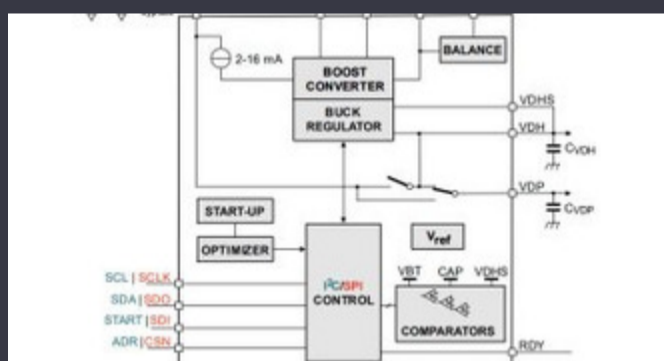 2-16 mA
BALANCE
BOOST
CONVERTER
BUCK
REGULATOR
VDHS
VDH
CVDH
VDP
CVDP
START-UP
OPTIMIZER
Vref
SCL | SCLK
SDA | SDO
START | SDI
ADR | CSN
I²C/SPI
CONTROL
VBT CAP VDHS
COMPARATORS
RDY